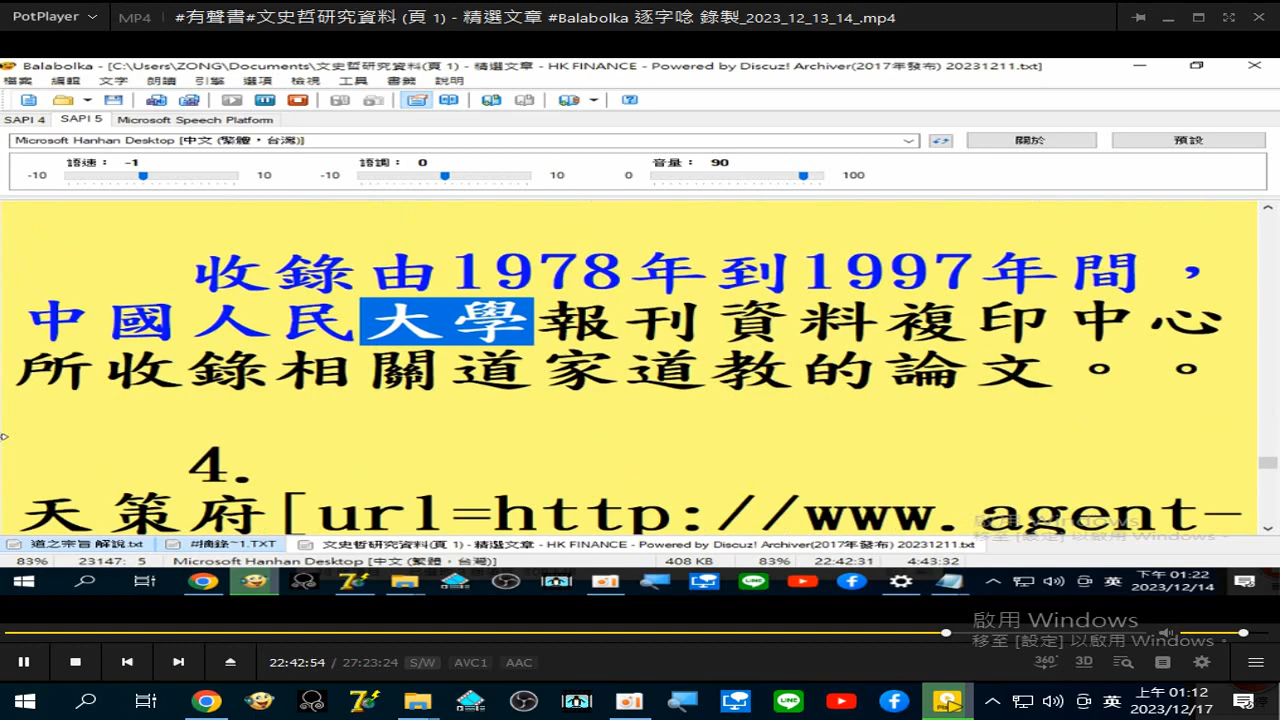 PotPlayer
MP4
#有聲書#文史哲研究資料 (頁 1) - 精選文章 #Balabolka 逐字唸 錄製_2023_12_13_14_.mp4
Balabolka - [C:\Users\ZONG\Documents\文史哲研究資料(頁 1) - 精選文章 - HK FINANCE - Powered by Discuz! Archiver(2017年發布) 20231211.txt]
檔案 編輯 文字 朗讀 引擎 選項 檢視 工具 書籤 說明
SAPI 4 SAPI 5 Microsoft Speech Platform
Microsoft Hanhan Desktop [中文 (繁體，台灣)]
關於
預設
語速： -1
語調： 0
音量： 90
-10 10 -10 10 0 100
收錄由1978年到1997年間，
中國人民大學報刊資料複印中心
所收錄相關道家道教的論文。。
4.
天策府[url=http://www.agent-
啟用 Windows
移至 [設定] 以啟用 Windows。
道之宗旨 解說.txt
#摘錄~1.TXT
文史哲研究資料(頁 1) - 精選文章 - HK FINANCE - Powered by Discuz! Archiver(2017年發布) 20231211.txt
83% 23147: 5 Microsoft Hanhan Desktop [中文 (繁體，台灣)] 408 KB 83% 22:42:31 4:43:32
英
下午 01:22
2023/12/14
啟用 Windows
移至 [設定] 以啟用 Windows。
22:42:54 / 27:23:24 S/W AVC1 AAC
360°
3D
英
上午 01:12
2023/12/17